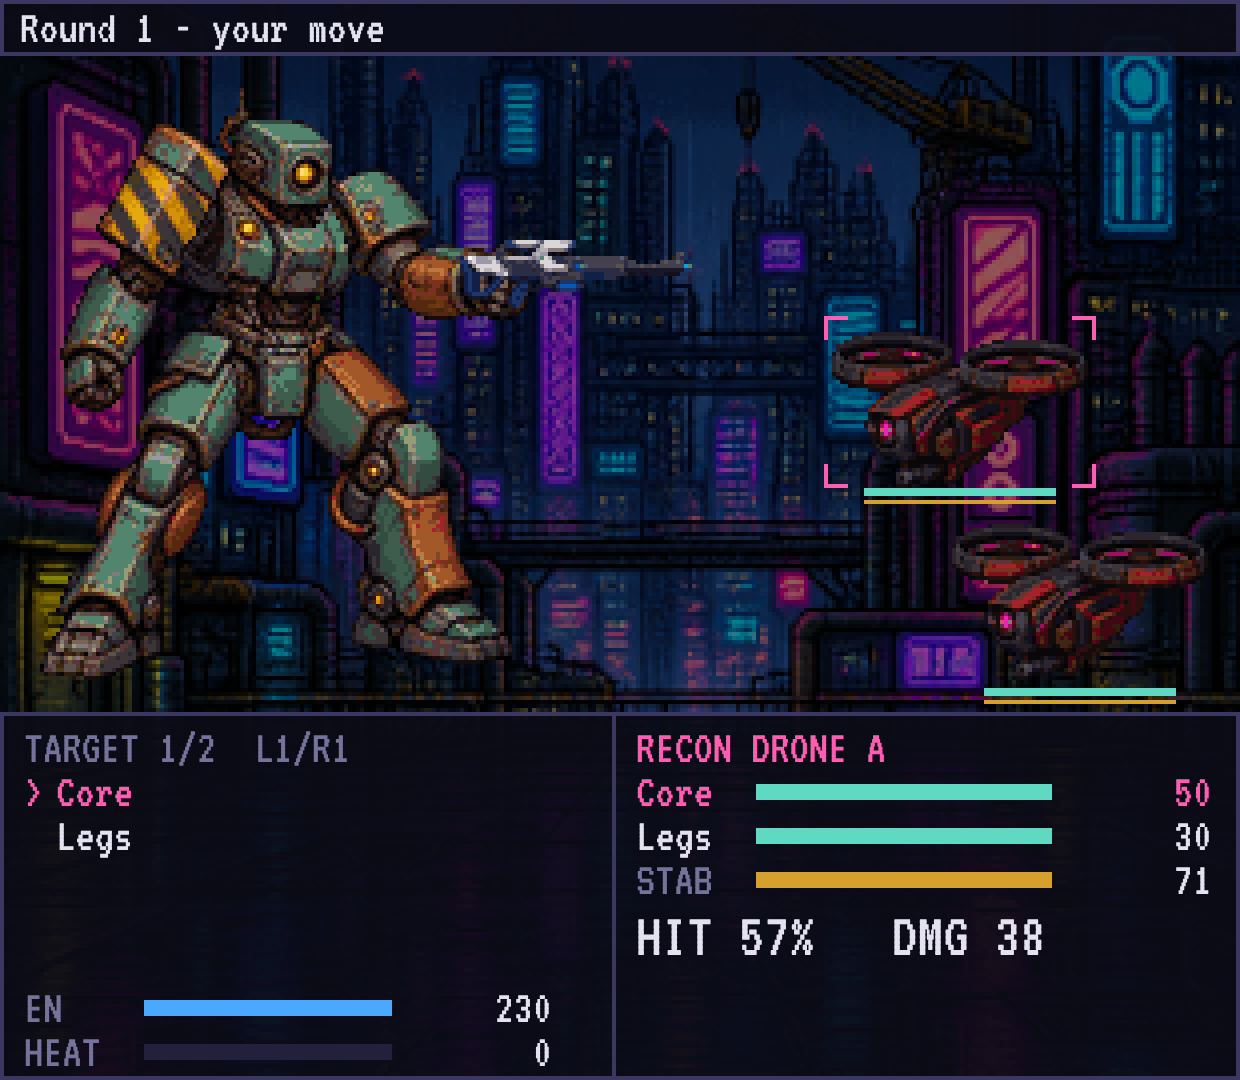 Round 1 - your move
TARGET 1/2 L1/R1
> Core
Legs
EN 230
HEAT 0
RECON DRONE A
Core 50
Legs 30
STAB 71
HIT 57% DMG 38